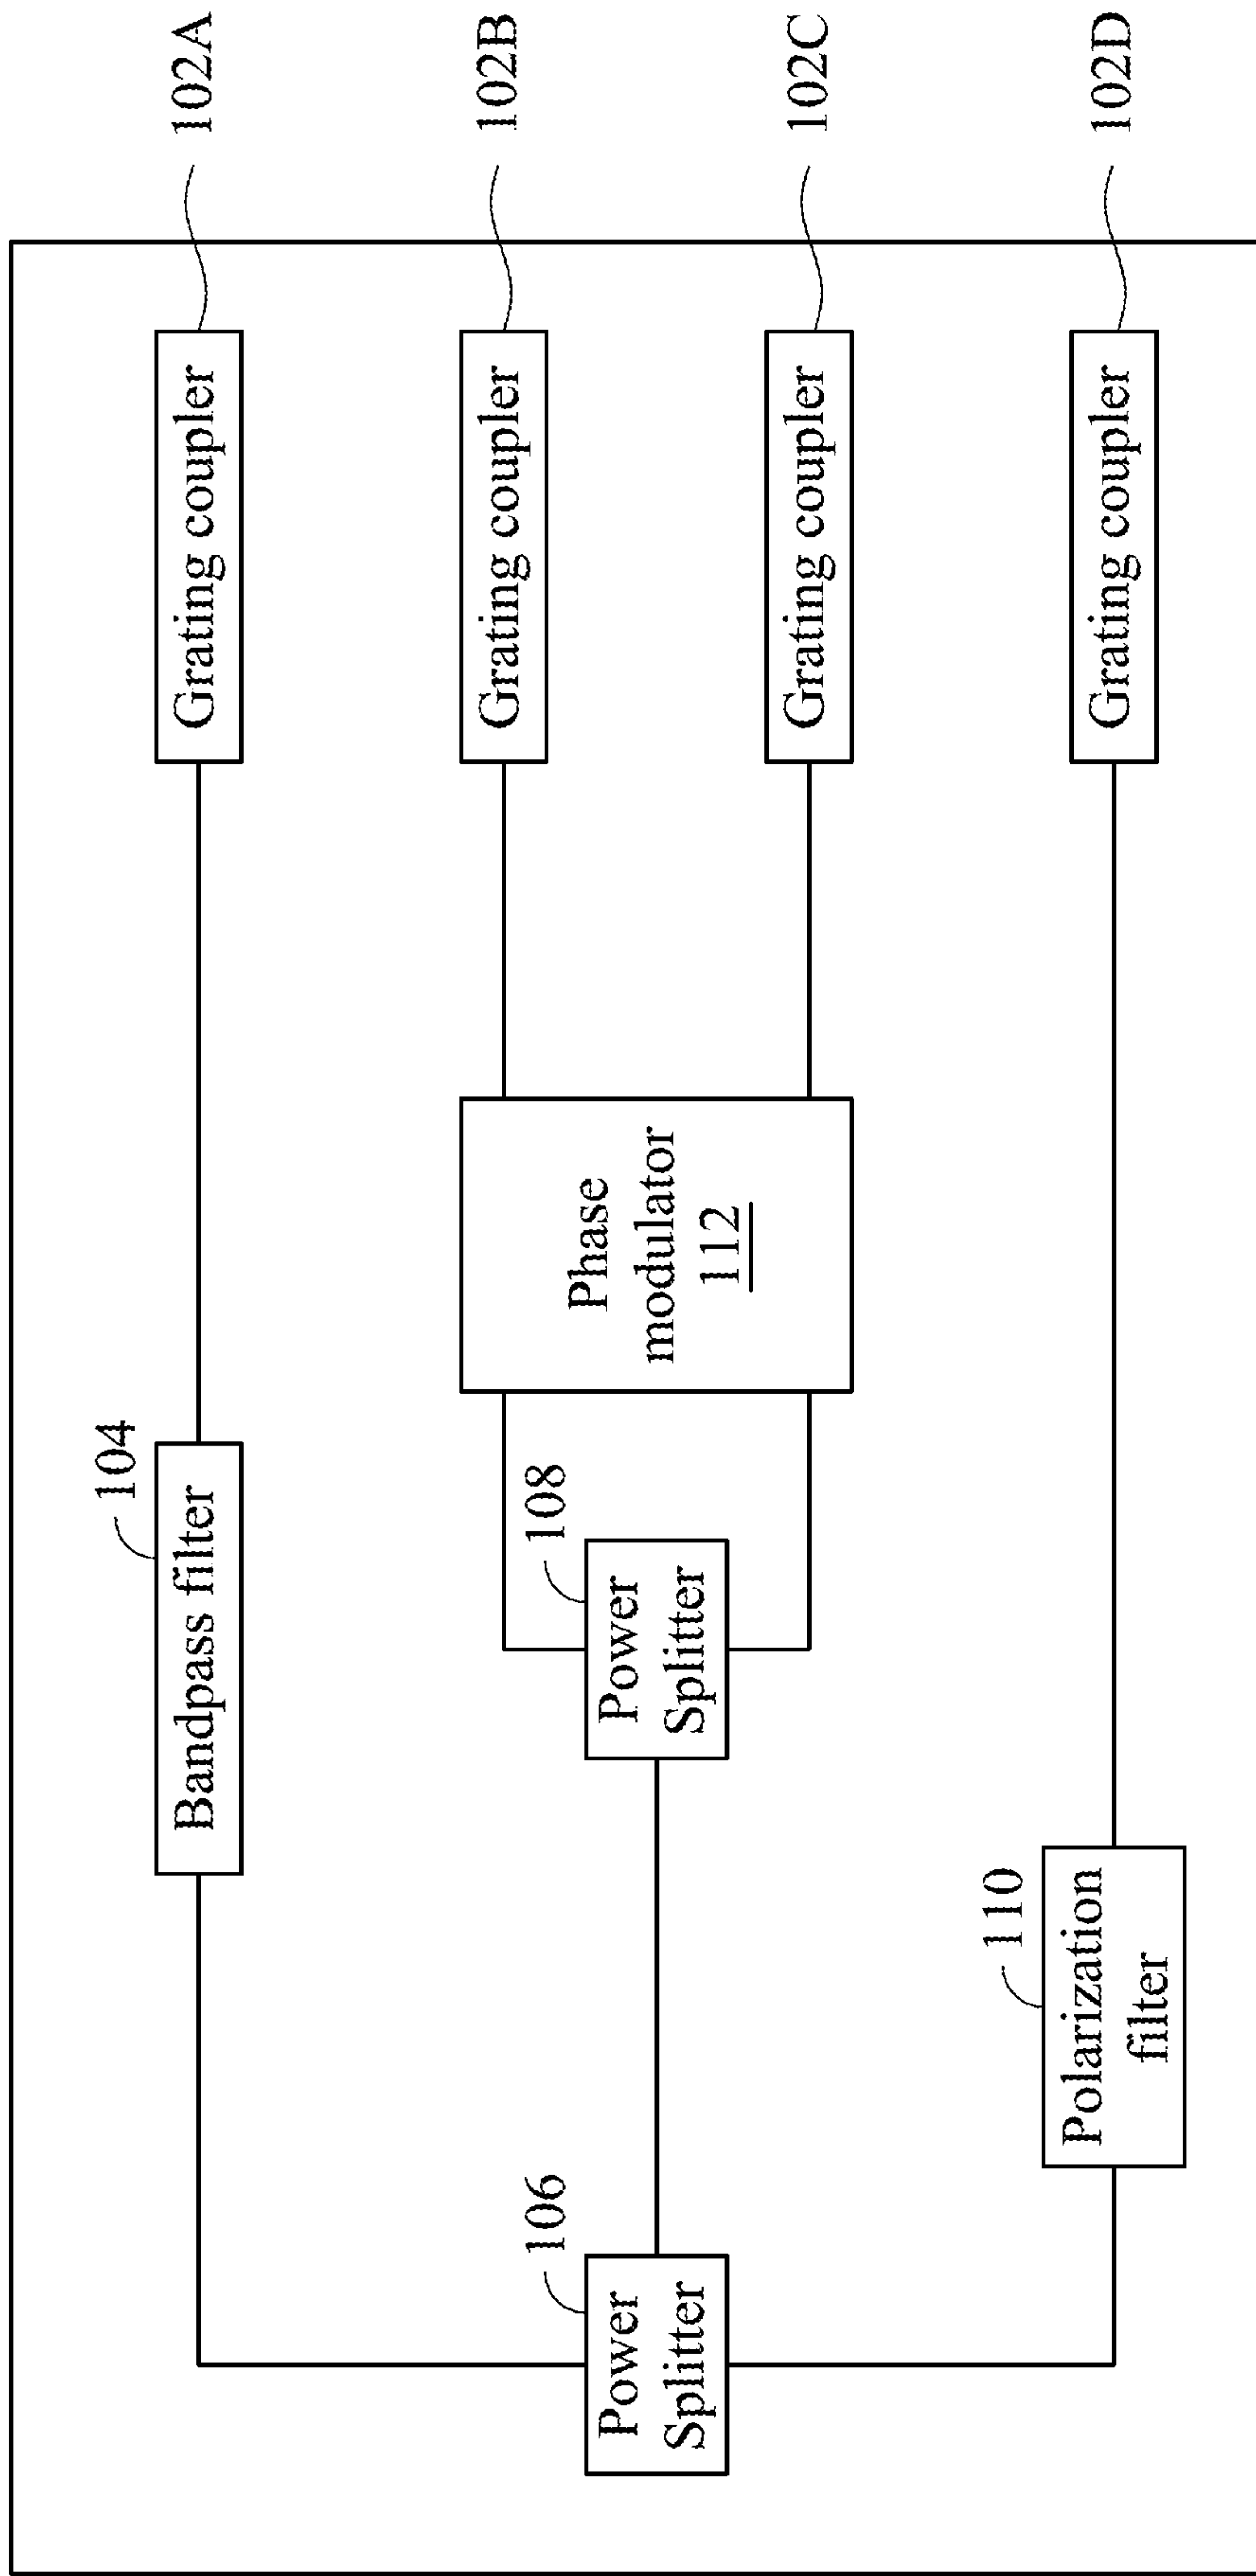 102A
Grating coupler
104
Bandpass filter
102B
Grating coupler
102C
Grating coupler
Phase
modulator
112
108
Power
Splitter
106
Power
Splitter
102D
Grating coupler
110
Polarization
filter